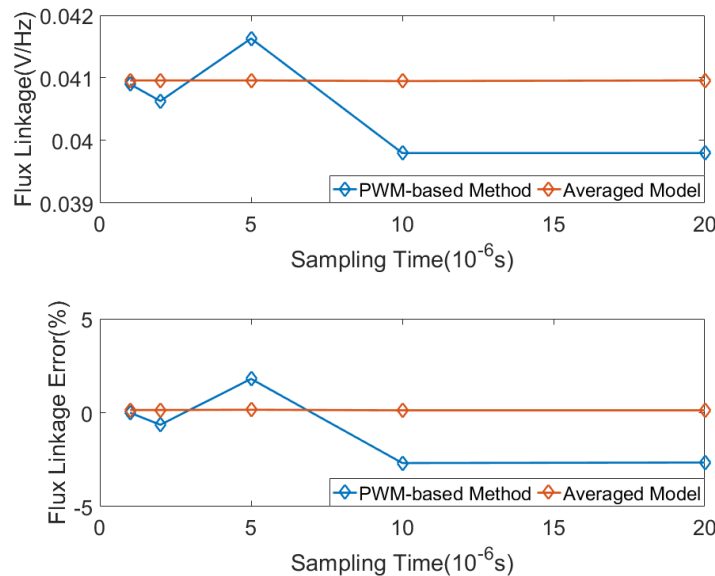 Flux Linkage(V/Hz)
0.042
0.041
0.04
0.039
PWM-based Method
Averaged Model
0
5
10
15
20
Sampling Time(10^-6s)
Flux Linkage Error(%)
5
0
-5
PWM-based Method
Averaged Model
0
5
10
15
20
Sampling Time(10^-6s)